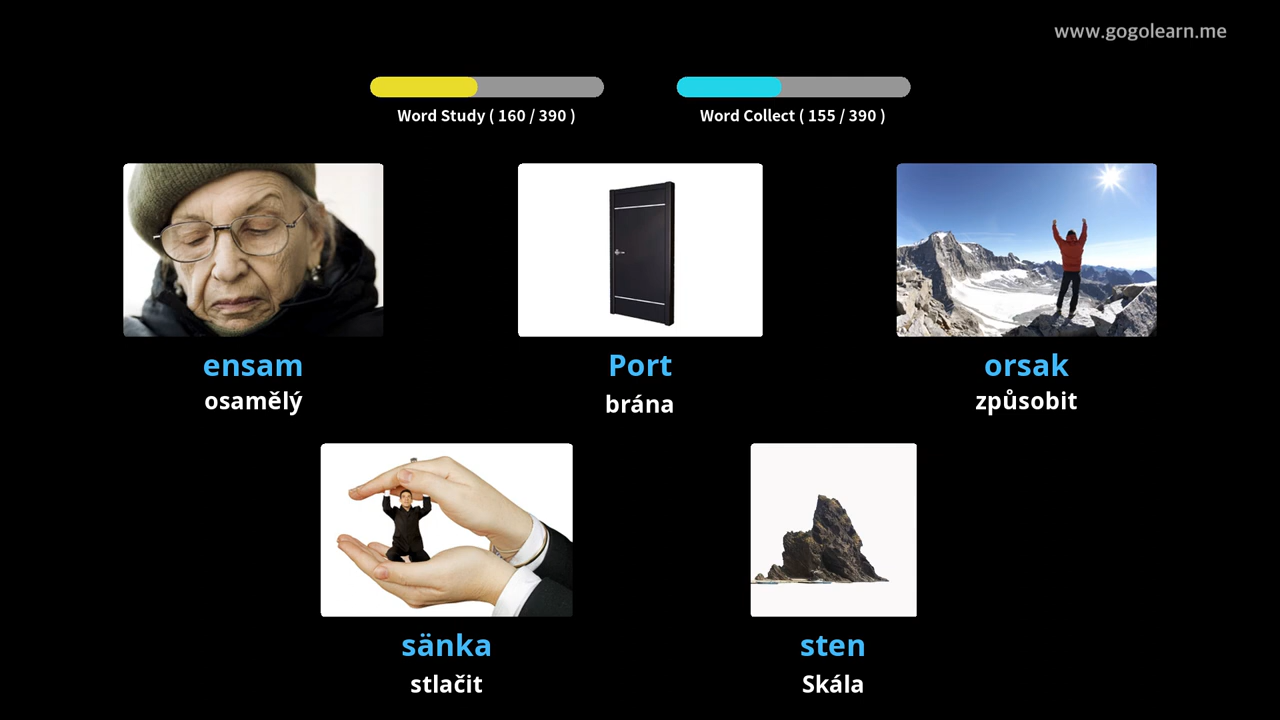 www.gogolearn.me
Word Study ( 160 / 390 )
Word Collect ( 155 / 390 )
ensam
osamělý
Port
brána
orsak
způsobit
sänka
stlačit
sten
Skála